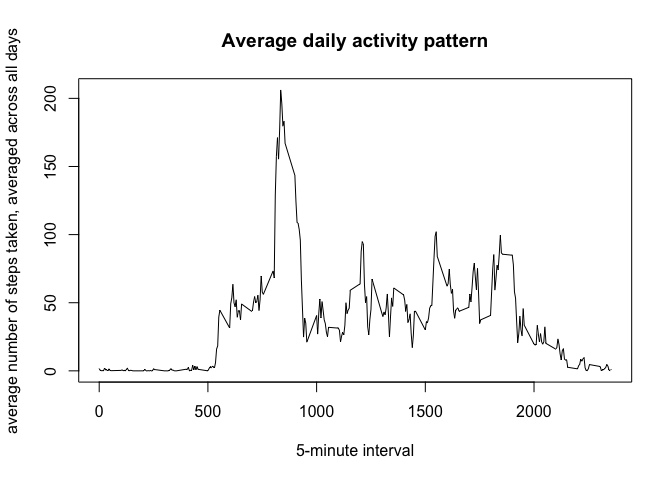 Average daily activity pattern
average number of steps taken, averaged across all days
200
150
100
50
0
0 500 1000 1500 2000
5-minute interval